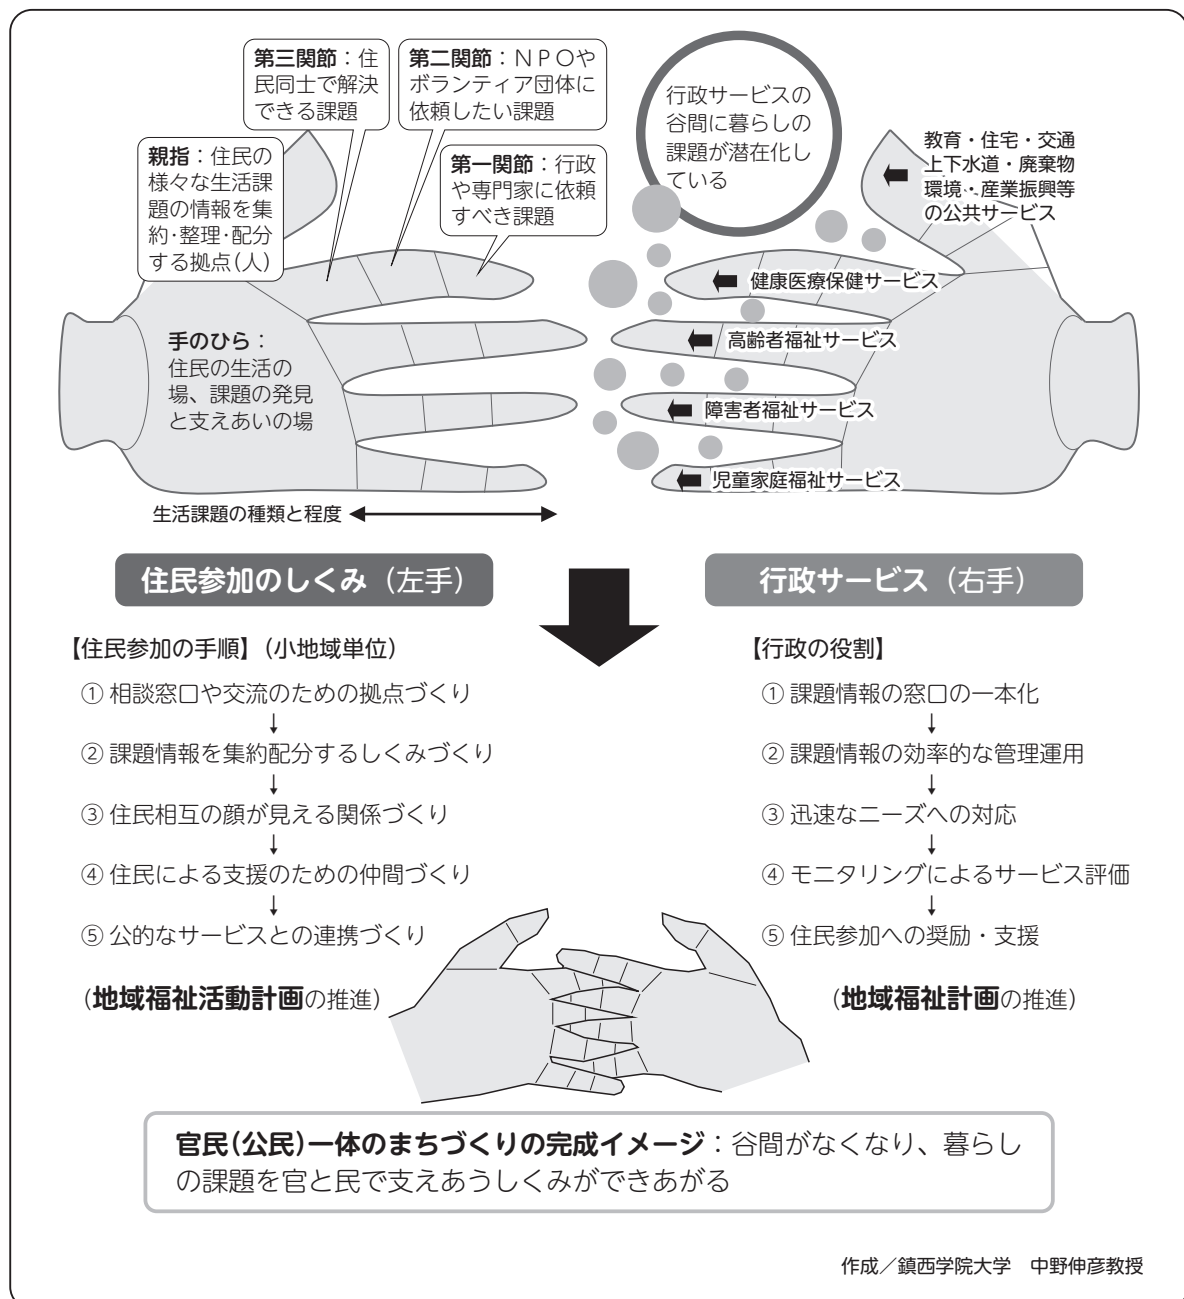 第三関節：住
民同士で解決
できる課題
第二関節：ＮＰＯや
ボランティア団体に
依頼したい課題
行政サービスの
谷間に暮らしの
課題が潜在化し
ている
教育・住宅・交通
上下水道・廃棄物
環境・産業振興等
の公共サービス
親指：住民の
様々な生活課
題の情報を集
約・整理・配分
する拠点（人）
第一関節：行政
や専門家に依頼
すべき課題
健康医療保健サービス
高齢者福祉サービス
障害者福祉サービス
児童家庭福祉サービス
手のひら：
住民の生活の
場、課題の発見
と支えあいの場
生活課題の種類と程度
住民参加のしくみ（左手）
行政サービス（右手）
【住民参加の手順】（小地域単位）
① 相談窓口や交流のための拠点づくり
↓
② 課題情報を集約配分するしくみづくり
↓
③ 住民相互の顔が見える関係づくり
↓
④ 住民による支援のための仲間づくり
↓
⑤ 公的なサービスとの連携づくり
（地域福祉活動計画の推進）
【行政の役割】
① 課題情報の窓口の一本化
↓
② 課題情報の効率的な管理運用
↓
③ 迅速なニーズへの対応
↓
④ モニタリングによるサービス評価
↓
⑤ 住民参加への奨励・支援
（地域福祉計画の推進）
官民（公民）一体のまちづくりの完成イメージ：谷間がなくなり、暮らし
の課題を官と民で支えあうしくみができあがる
作成／鎮西学院大学　中野伸彦教授